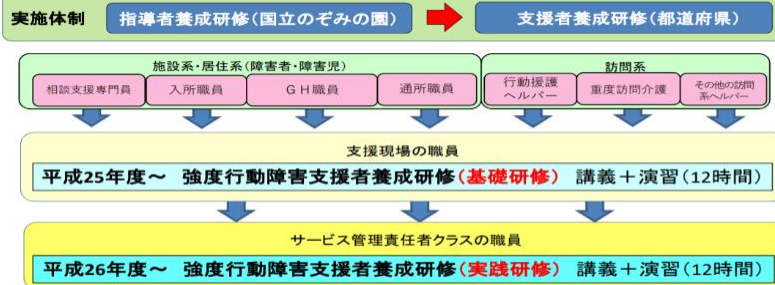 実施体制
指導者養成研修(国立のぞみの園)
支援者養成研修(都道府県)
施設系・居住系(障害者・障害児)
訪問系
相談支援専門員
入所職員
GH職員
通所職員
行動援護
ヘルパー
重度訪問介護
その他の訪問
系ヘルパー
支援現場の職員
平成25年度~ 強度行動障害支援者養成研修(基礎研修) 講義+演習(12時間)
サービス管理責任者クラスの職員
平成26年度~ 強度行動障害支援者養成研修(実践研修) 講義+演習(12時間)